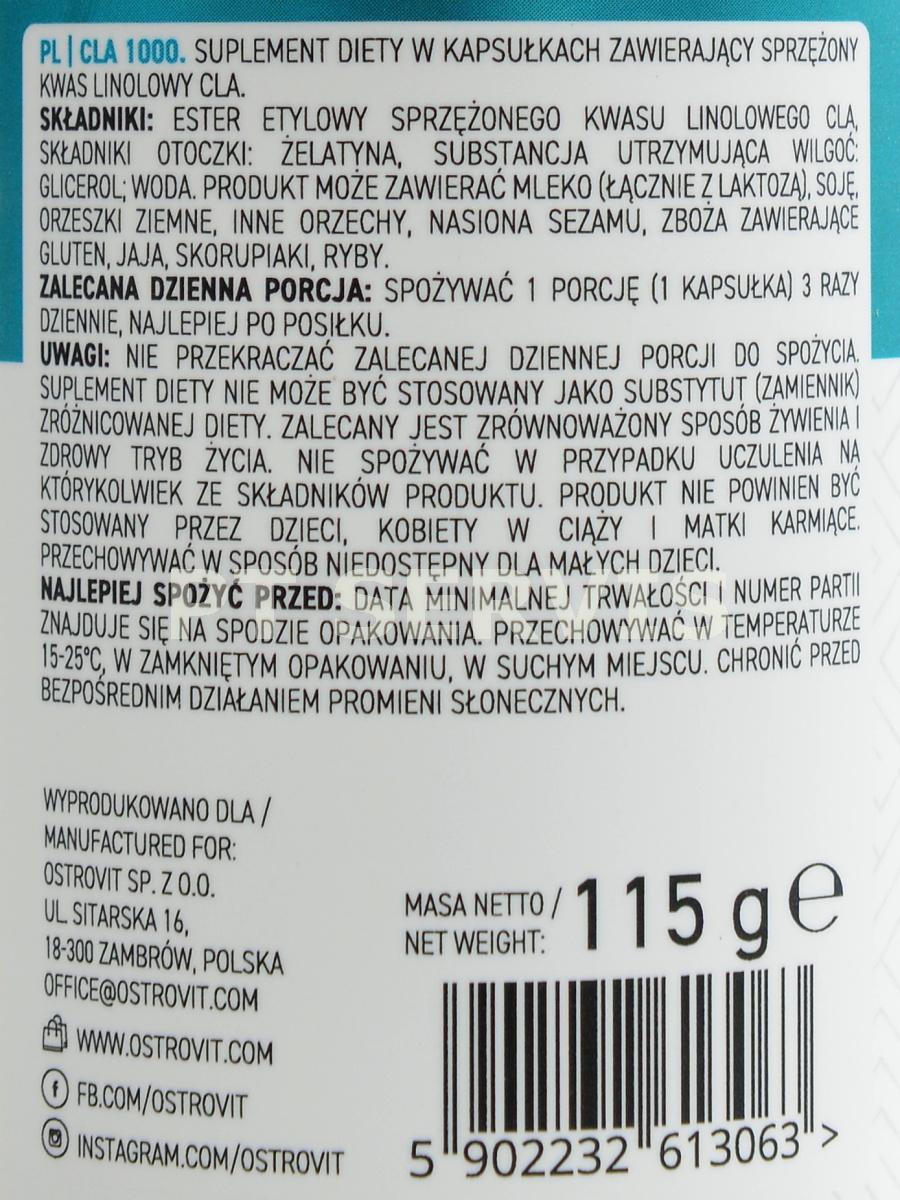 PL | CLA 1000. SUPLEMENT DIETY W KAPSUŁKACH ZAWIERAJĄCY SPRZĘŻONY
KWAS LINOLOWY CLA.
SKŁADNIKI: ESTER ETYLOWY SPRZĘŻONEGO KWASU LINOLOWEGO CLA,
SKŁADNIKI OTOCZKI: ŻELATYNA, SUBSTANCJA UTRZYMUJĄCA WILGOĆ:
GLICEROL; WODA. PRODUKT MOŻE ZAWIERAĆ MLEKO (ŁĄCZNIE Z LAKTOZĄ), SOJĘ,
ORZESZKI ZIEMNE, INNE ORZECHY, NASIONA SEZAMU, ZBOŻA ZAWIERAJĄCE
GLUTEN, JAJA, SKORUPIAKI, RYBY.
ZALECANA DZIENNA PORCJA: SPOŻYWAĆ 1 PORCJĘ (1 KAPSUŁKA) 3 RAZY
DZIENNIE, NAJLEPIEJ PO POSIŁKU.
UWAGI: NIE PRZEKRACZAĆ ZALECANEJ DZIENNEJ PORCJI DO SPOŻYCIA.
SUPLEMENT DIETY NIE MOŻE BYĆ STOSOWANY JAKO SUBSTYTUT (ZAMIENNIK)
ZRÓŻNICOWANEJ DIETY. ZALECANY JEST ZRÓWNOWAŻONY SPOSÓB ŻYWIENIA I
ZDROWY TRYB ŻYCIA. NIE SPOŻYWAĆ W PRZYPADKU UCZULENIA NA
KTÓRYKOLWIEK ZE SKŁADNIKÓW PRODUKTU. PRODUKT NIE POWINIEN BYĆ
STOSOWANY PRZEZ DZIECI, KOBIETY W CIĄŻY I MATKI KARMIĄCE.
PRZECHOWYWAĆ W SPOSÓB NIEDOSTĘPNY DLA MAŁYCH DZIECI.
NAJLEPIEJ SPOŻYĆ PRZED: DATA MINIMALNEJ TRWAŁOŚCI I NUMER PARTII
ZNAJDUJE SIĘ NA SPODZIE OPAKOWANIA. PRZECHOWYWAĆ W TEMPERATURZE
15-25°C, W ZAMKNIĘTYM OPAKOWANIU, W SUCHYM MIEJSCU. CHRONIĆ PRZED
BEZPOŚREDNIM DZIAŁANIEM PROMIENI SŁONECZNYCH.
WYPRODUKOWANO DLA /
MANUFACTURED FOR:
OSTROVIT SP. Z O.O.
UL. SITARSKA 16,
18-300 ZAMBRÓW, POLSKA
OFFICE@OSTROVIT.COM
WWW.OSTROVIT.COM
FB.COM/OSTROVIT
INSTAGRAM.COM/OSTROVIT
MASA NETTO /
NET WEIGHT: 115 g ℮
5 902232 613063 >